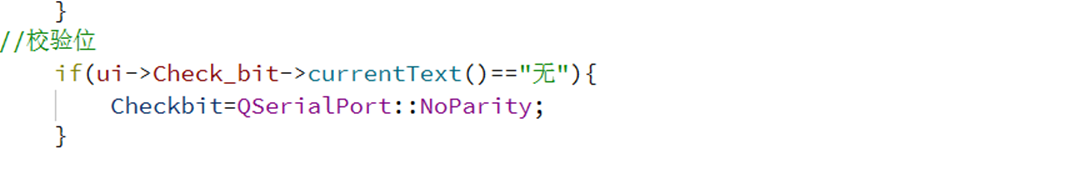 }
//校验位
if(ui->Check_bit->currentText()=="无"){
Checkbit=QSerialPort::NoParity;
}